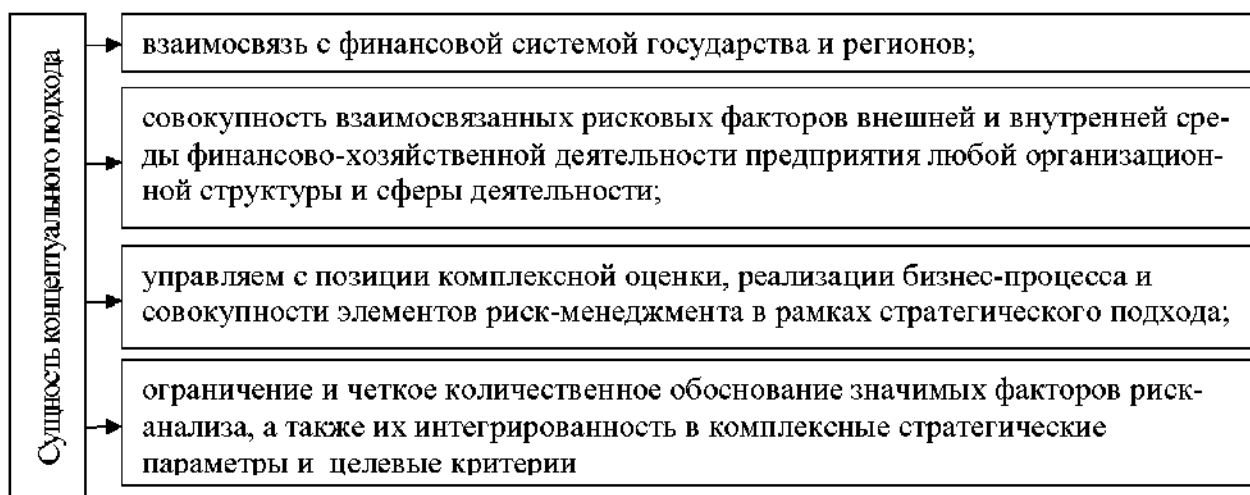 Сущность концептуального подхода
взаимосвязь с финансовой системой государства и регионов;
совокупность взаимосвязанных рисковых факторов внешней и внутренней сре-
ды финансово-хозяйственной деятельности предприятия любой организацион-
ной структуры и сферы деятельности;
управляем с позиции комплексной оценки, реализации бизнес-процесса и
совокупности элементов риск-менеджмента в рамках стратегического подхода;
ограничение и четкое количественное обоснование значимых факторов риск-
анализа, а также их интегрированность в комплексные стратегические
параметры и целевые критерии